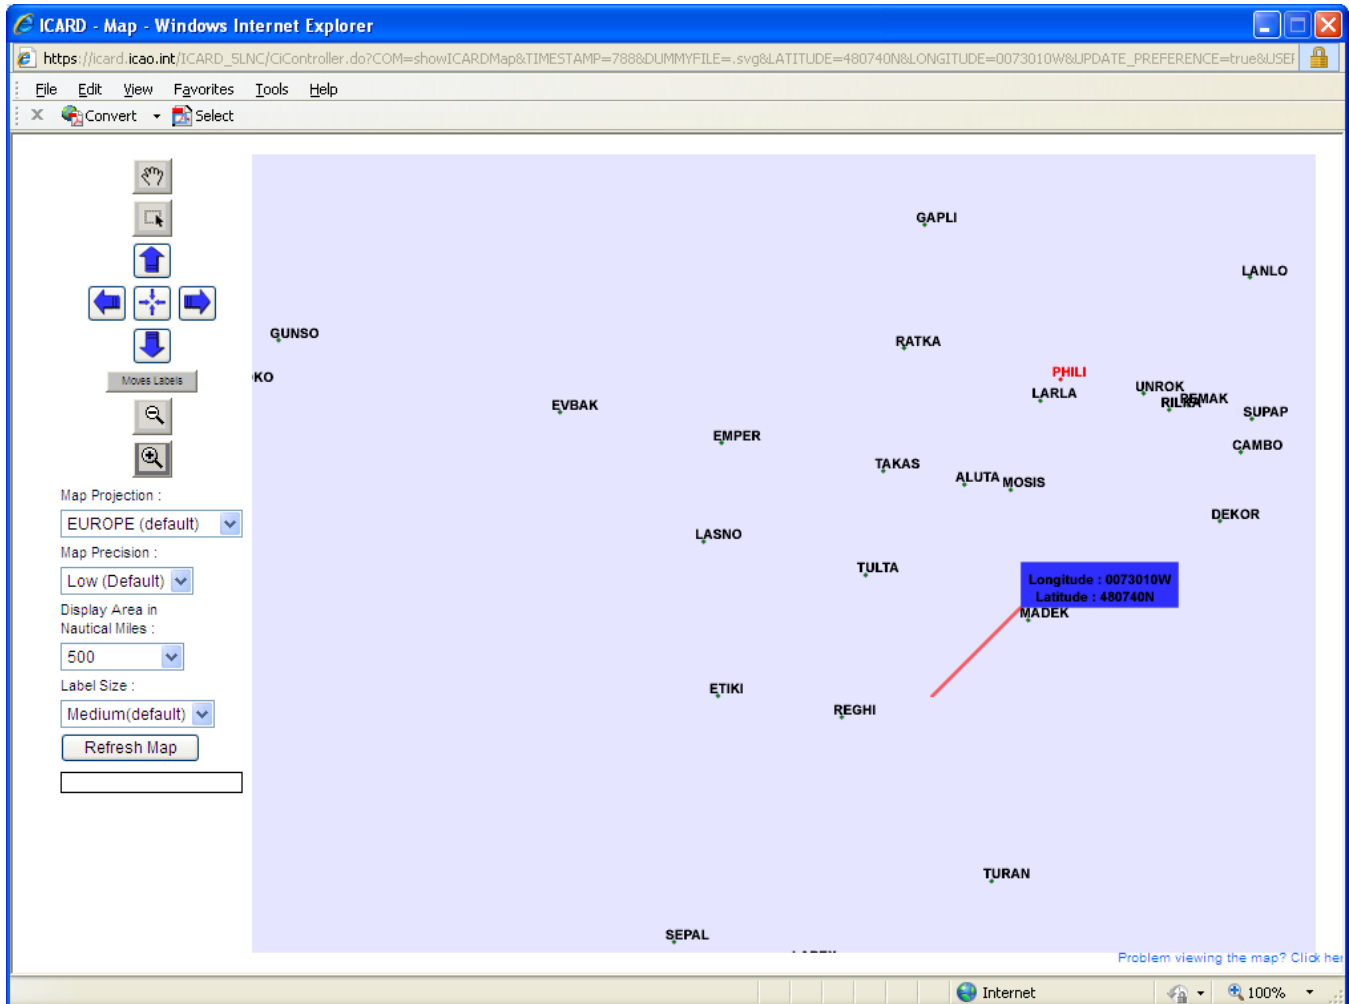 ICARD - Map - Windows Internet Explorer
https://icard.icao.int/ICARD_5LNC/CiController.do?COM=showICARDMap&TIMESTAMP=788&DUMMYFILE=.svg&LATITUDE=480740N&LONGITUDE=0073010W&UPDATE_PREFERENCE=true&USEF
File Edit View Favorites Tools Help
X Convert Select
GAPLI
LANLO
GUNSO
RATKA
PHILI
KO
UNROK
LARLA
REMAK
RILKA
EVBAK
SUPAP
EMPER
CAMBO
TAKAS
ALUTA
MOSIS
DEKOR
LASNO
TULTA
Longitude : 0073010W
Latitude : 480740N
MADEK
ETIKI
REGHI
TURAN
SEPAL
Moves Labels
Map Projection :
EUROPE (default)
Map Precision :
Low (Default)
Display Area in
Nautical Miles :
500
Label Size :
Medium(default)
Refresh Map
Problem viewing the map? Click her
Internet
100%